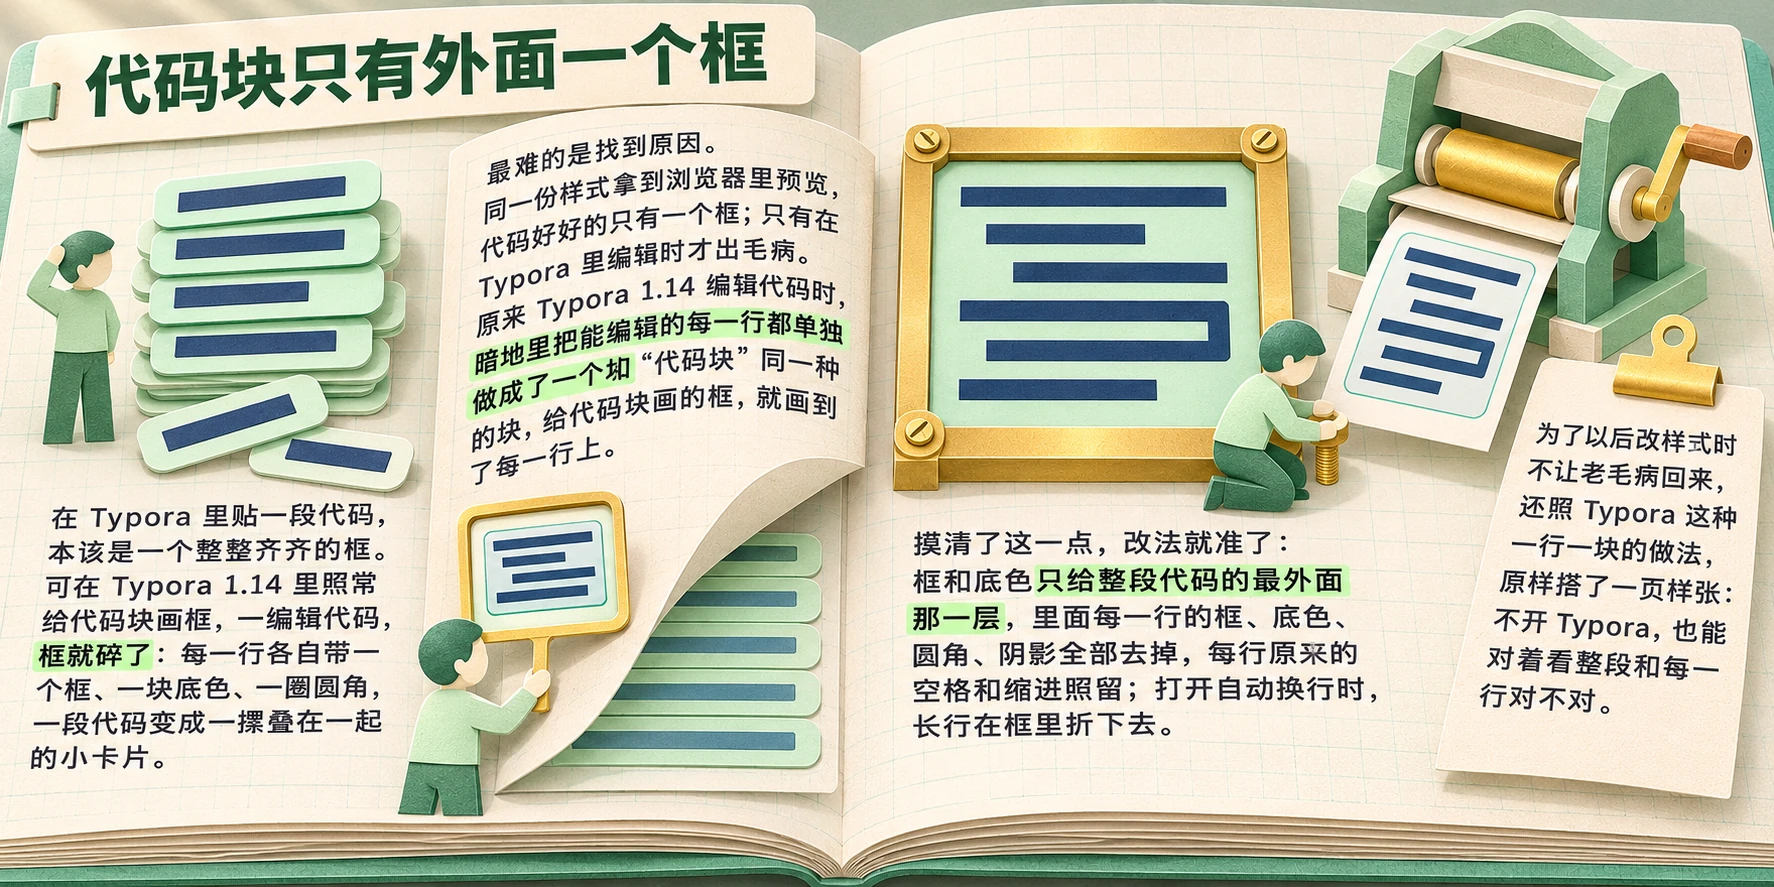 代码块只有外面一个框
在 Typora 里贴一段代码，
本该是一个整整齐齐的框。
可在 Typora 1.14 里照常
给代码块画框，一编辑代码，
框就碎了：每一行各自带一
个框、一块底色、一圈圆角，
一段代码变成一摞叠在一起
的小卡片。
最难的是找到原因。
同一份样式拿到浏览器里预览，
代码好好的只有一个框；只有在
Typora 里编辑时才出毛病。
原来 Typora 1.14 编辑代码时，
暗地里把能编辑的每一行都单独
做成了一个和“代码块”同一种
的块，给代码块画的框，就画到
了每一行上。
摸清了这一点，改法就准了：
框和底色只给整段代码的最外面
那一层，里面每一行的框、底色、
圆角、阴影全部去掉，每行原来的
空格和缩进照留；打开自动换行时，
长行在框里折下去。
为了以后改样式时
不让老毛病回来，
还照 Typora 这种
一行一块的做法，
原样搭了一页样张：
不开 Typora，也能
对着看整段和每一
行对不对。